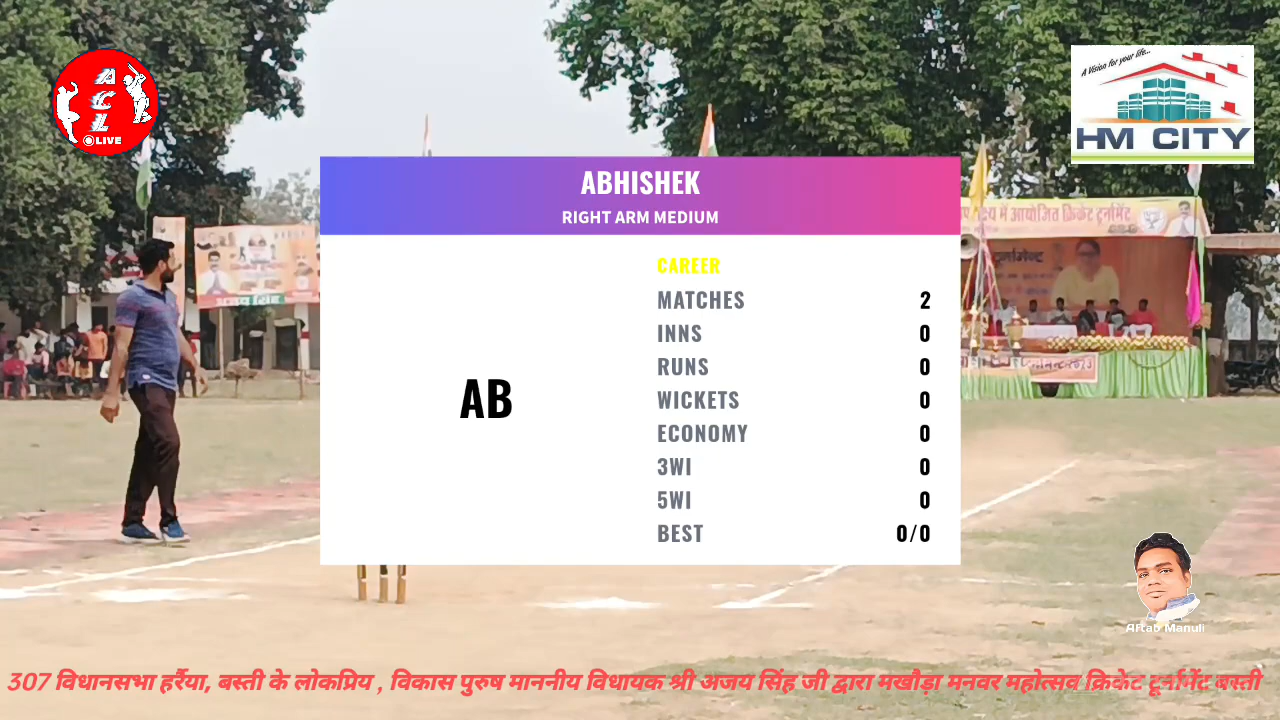 ACL
LIVE
A Vision for your life...
HM CITY
ABHISHEK
RIGHT ARM MEDIUM
CAREER
MATCHES 2
INNS 0
RUNS 0
WICKETS 0
ECONOMY 0
3WI 0
5WI 0
BEST 0/0
AB
में आयोजित क्रिकेट टूर्नामेंट
Aftab Manuli
307 विधानसभा हर्रैया, बस्ती के लोकप्रिय , विकास पुरुष माननीय विधायक श्री अजय सिंह जी द्वारा मखौड़ा मनवर महोत्सव क्रिकेट टूर्नामेंट बस्ती